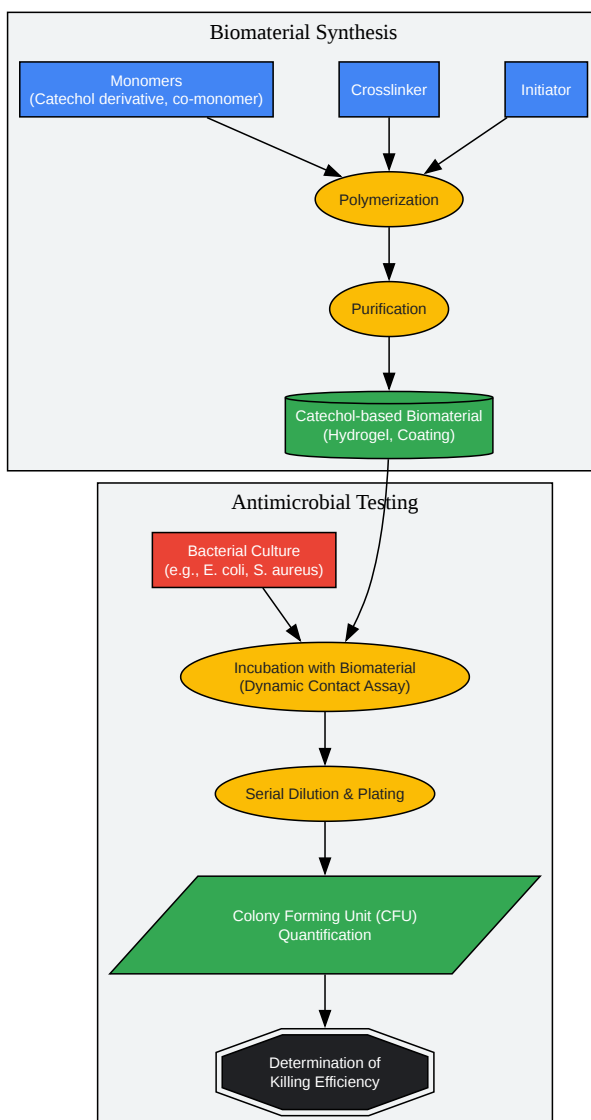 Biomaterial Synthesis
Monomers
(Catechol derivative, co-monomer)
Crosslinker
Initiator
Polymerization
Purification
Catechol-based Biomaterial
(Hydrogel, Coating)
Antimicrobial Testing
Bacterial Culture
(e.g., E. coli, S. aureus)
Incubation with Biomaterial
(Dynamic Contact Assay)
Serial Dilution & Plating
Colony Forming Unit (CFU)
Quantification
Determination of
Killing Efficiency